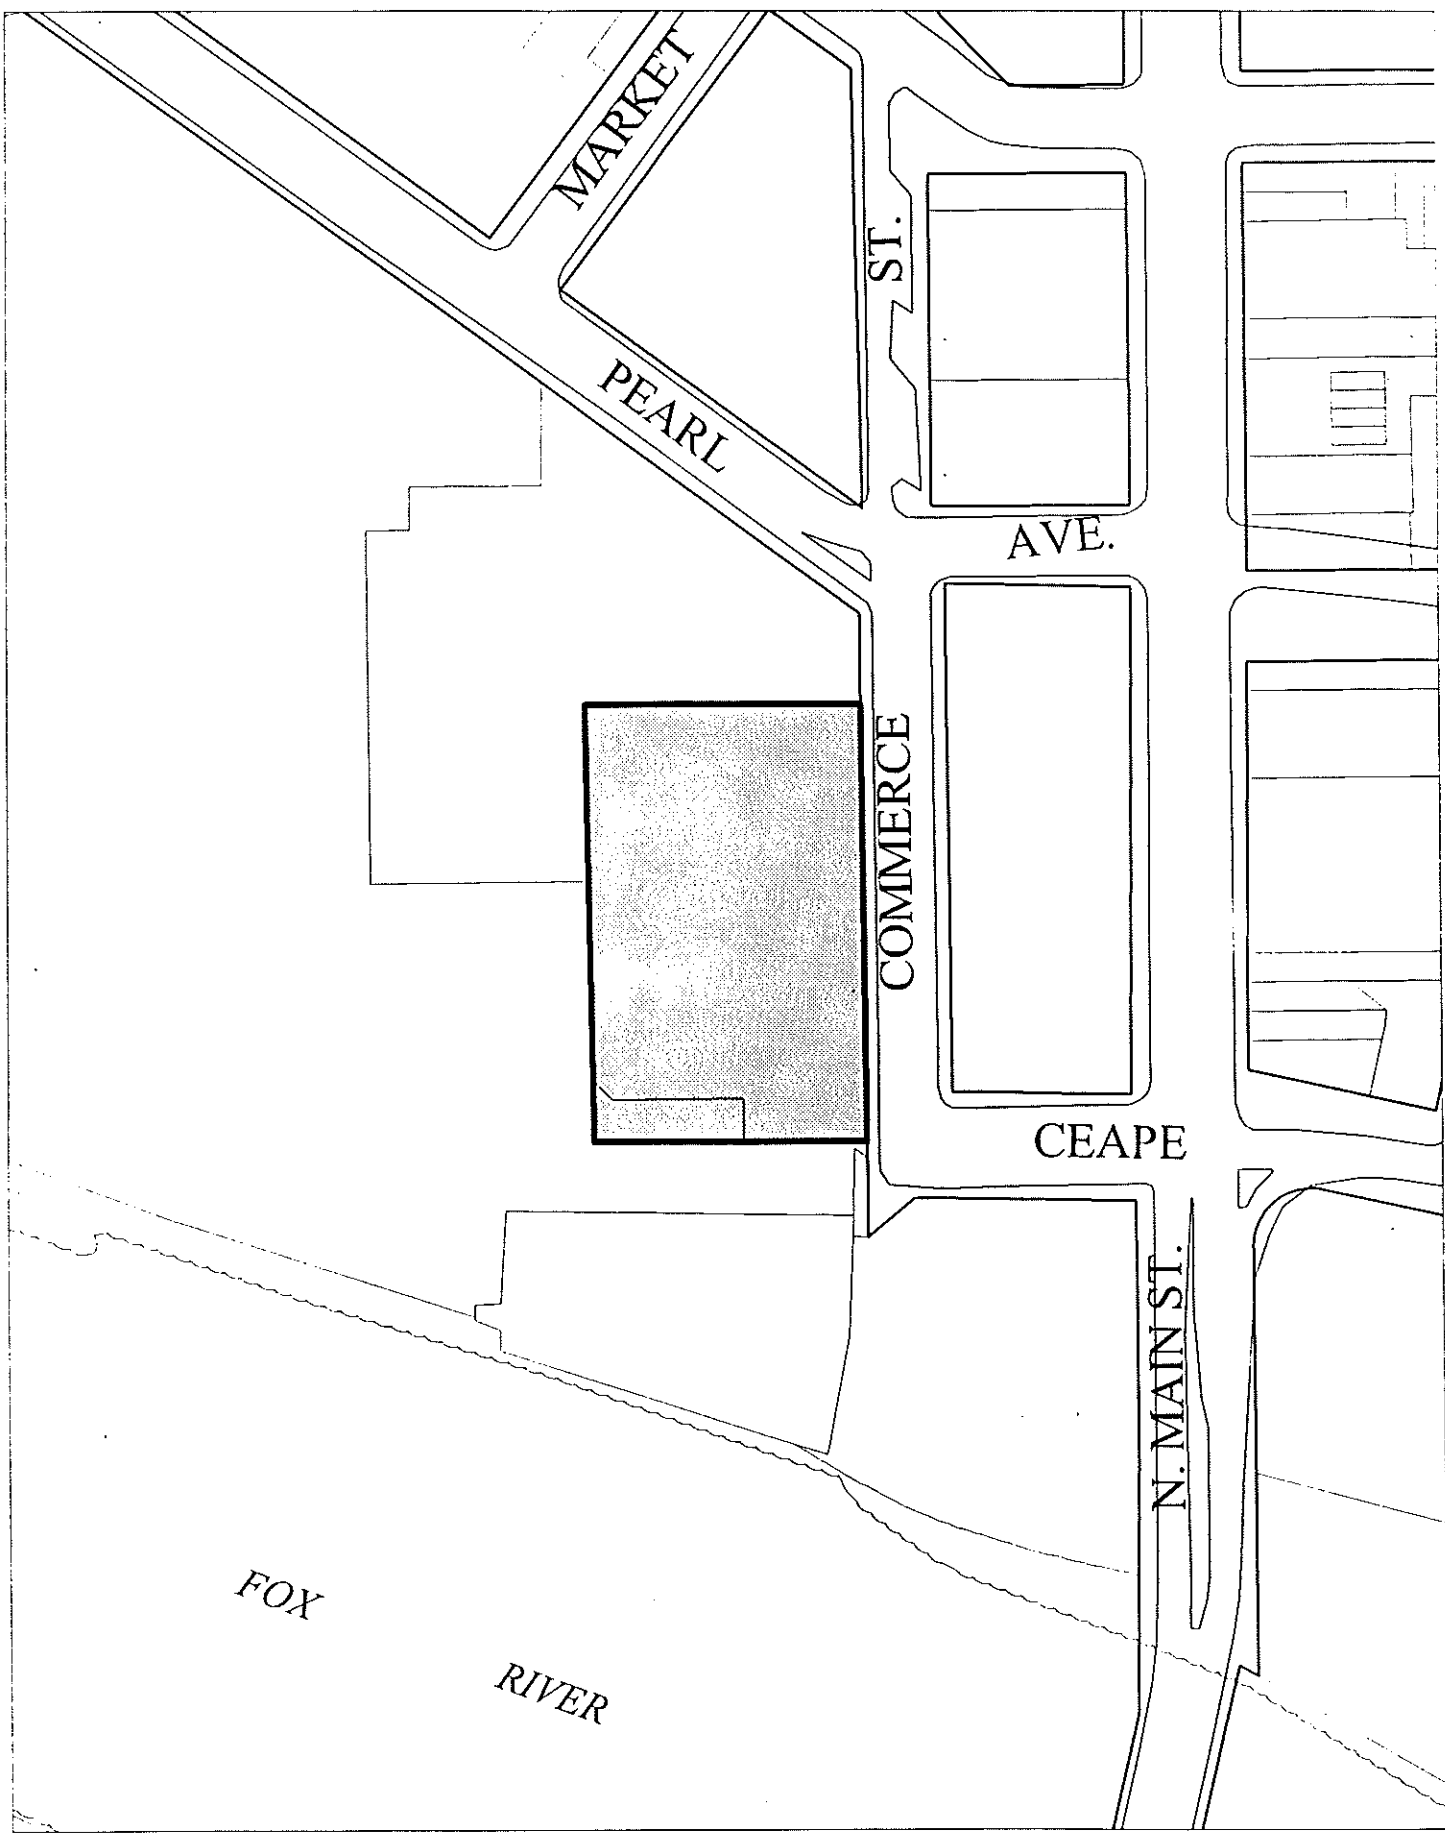 MARKET
ST.
PEARL
AVE.
COMMERCE
CEAPE
N. MAIN ST.
FOX
RIVER